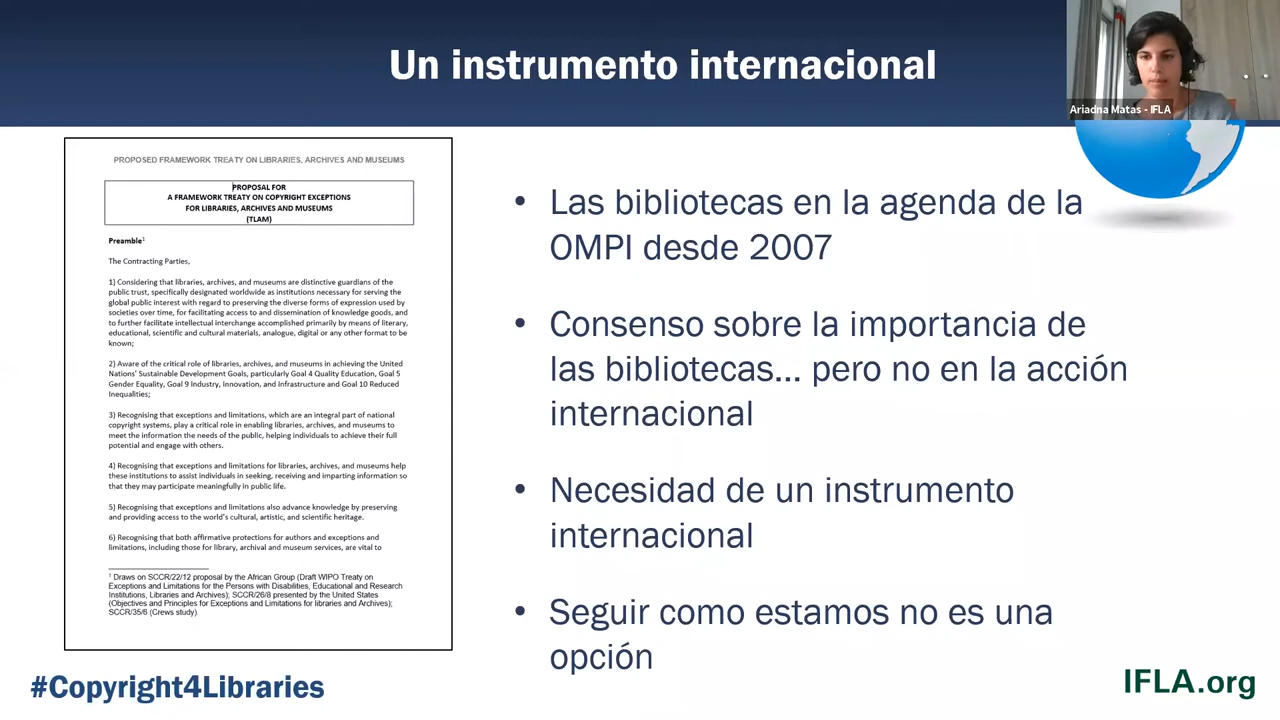 Un instrumento internacional
Ariadna Matas - IFLA
PROPOSED FRAMEWORK TREATY ON LIBRARIES, ARCHIVES AND MUSEUMS
PROPOSAL FOR
A FRAMEWORK TREATY ON COPYRIGHT EXCEPTIONS
FOR LIBRARIES, ARCHIVES AND MUSEUMS
(TLAM)
Preamble1
The Contracting Parties,
1) Considering that libraries, archives, and museums are distinctive guardians of the
public trust, specifically designated worldwide as institutions necessary for serving the
global public interest with regard to preserving the diverse forms of expression used by
societies over time, for facilitating access to and dissemination of knowledge goods, and
to further facilitate intellectual interchange accomplished primarily by means of literary,
educational, scientific and cultural materials, analogue, digital or any other format to be
known;
2) Aware of the critical role of libraries, archives, and museums in achieving the United
Nations' Sustainable Development Goals, particularly Goal 4 Quality Education, Goal 5
Gender Equality, Goal 9 Industry, Innovation, and Infrastructure and Goal 10 Reduced
Inequalities;
3) Recognising that exceptions and limitations, which are an integral part of national
copyright systems, play a critical role in enabling libraries, archives, and museums to
meet the information the needs of the public, helping individuals to achieve their full
potential and engage with others.
4) Recognising that exceptions and limitations for libraries, archives, and museums help
these institutions to assist individuals in seeking, receiving and imparting information so
that they may participate meaningfully in public life.
5) Recognising that exceptions and limitations also advance knowledge by preserving
and providing access to the world's cultural, artistic, and scientific heritage.
6) Recognising that both affirmative protections for authors and exceptions and
limitations, including those for library, archival and museum services, are vital to
1 Draws on SCCR/22/12 proposal by the African Group (Draft WIPO Treaty on
Exceptions and Limitations for the Persons with Disabilities, Educational and Research
Institutions, Libraries and Archives); SCCR/26/8 presented by the United States
(Objectives and Principles for Exceptions and Limitations for libraries and Archives);
SCCR/35/6 (Crews study).
• Las bibliotecas en la agenda de la
OMPI desde 2007
• Consenso sobre la importancia de
las bibliotecas... pero no en la acción
internacional
• Necesidad de un instrumento
internacional
• Seguir como estamos no es una
opción
#Copyright4Libraries
IFLA.org